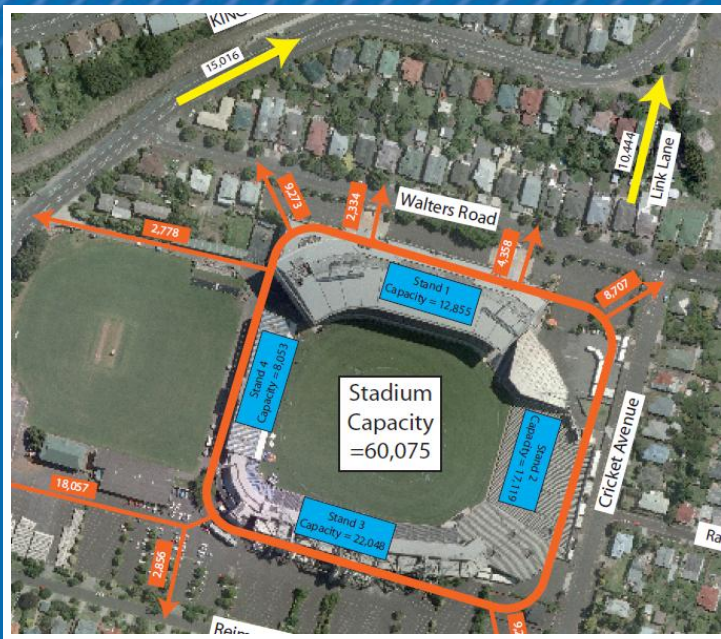 KING
15,016
10,444
Link Lane
Walters Road
9,273
2,334
4,358
2,778
8,707
Stand 1
Capacity = 12,855
Stand 4
Capacity = 8,053
Stadium
Capacity
=60,075
Stand 2
Capacity = 17,119
Cricket Avenue
Stand 3
Capacity = 22,048
18,057
2,856
Ra
Reim